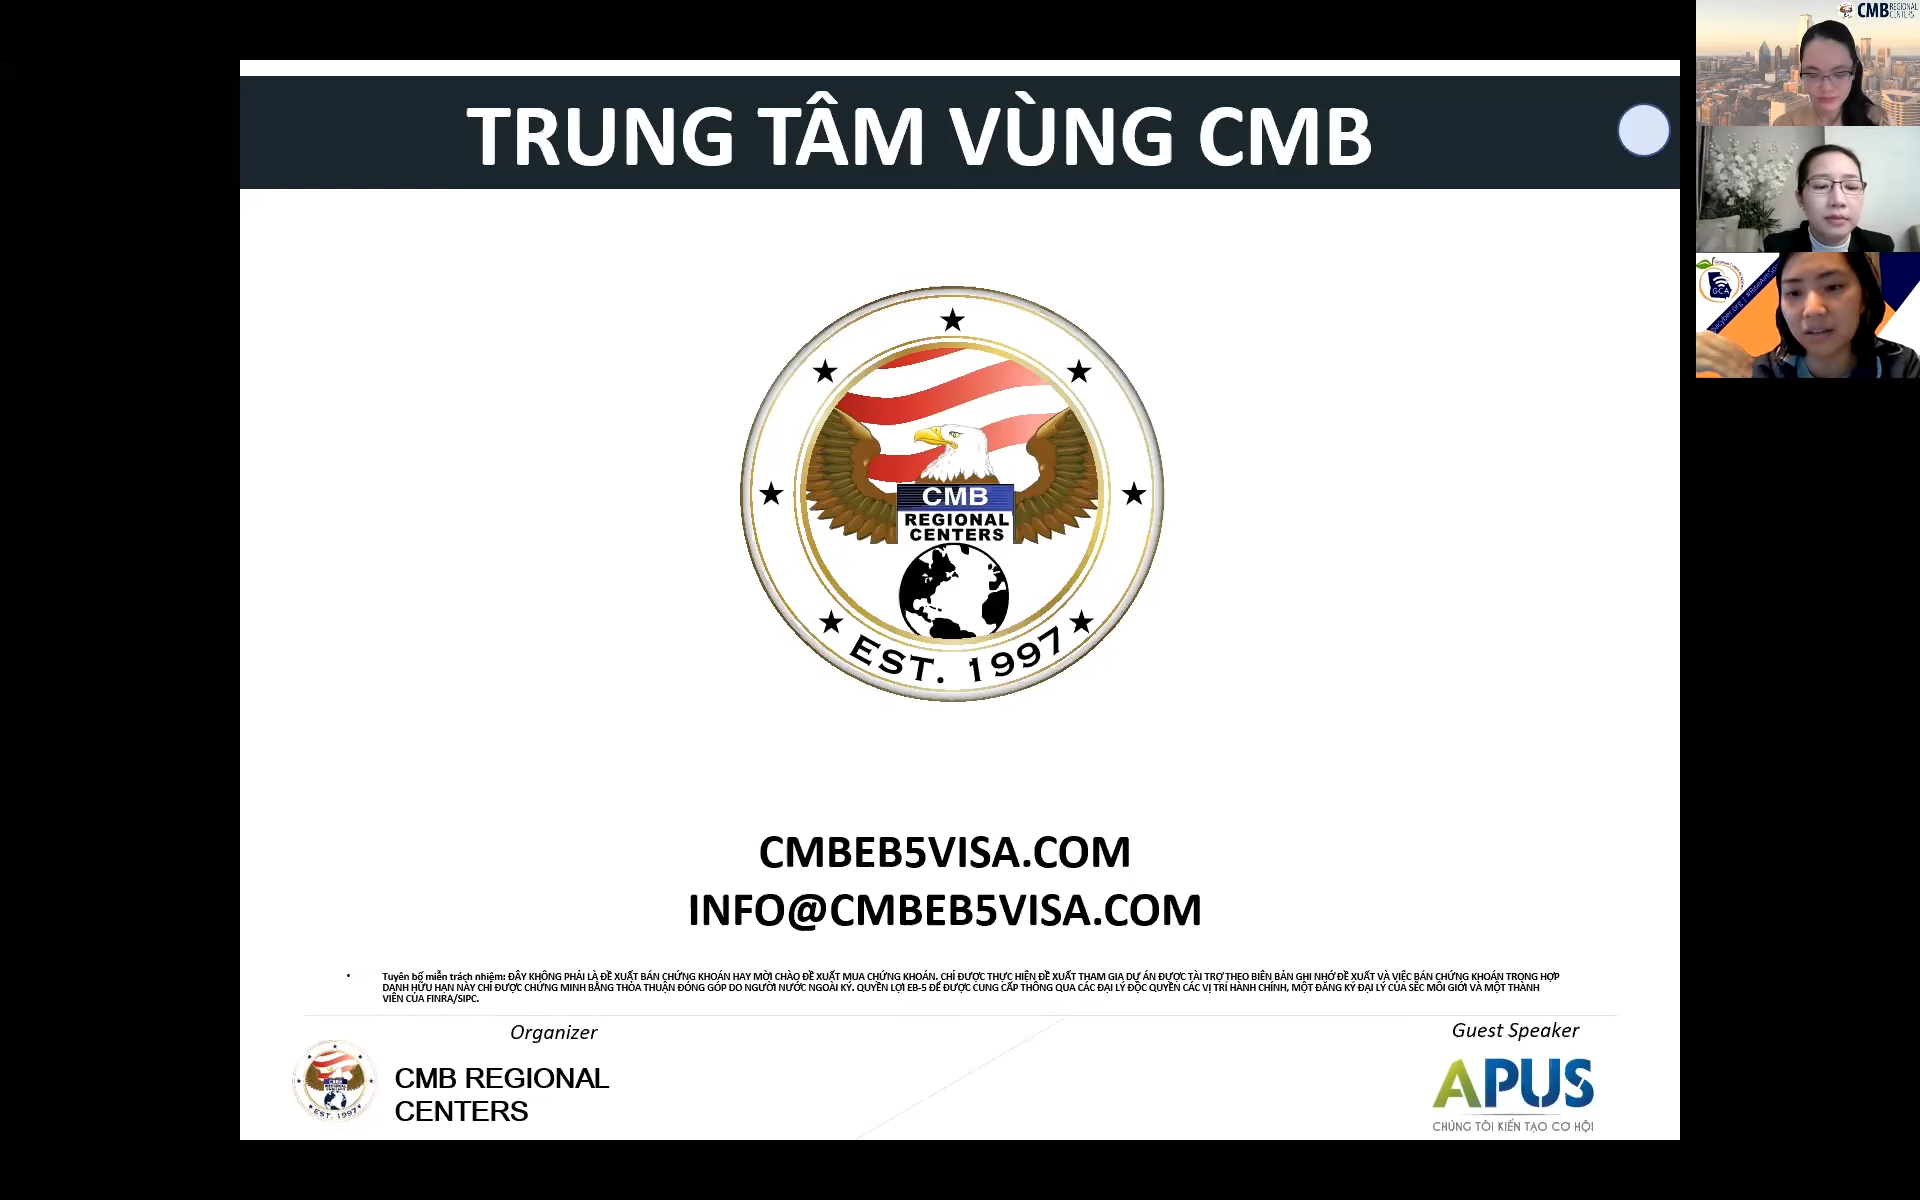 TRUNG TÂM VÙNG CMB
CMB REGIONAL
CENTERS
EST. 1997
CMBEB5VISA.COM
INFO@CMBEB5VISA.COM
• Tuyên bố miễn trách nhiệm: ĐÂY KHÔNG PHẢI LÀ ĐỀ XUẤT BÁN CHỨNG KHOÁN HAY MỜI CHÀO ĐỀ XUẤT MUA CHỨNG KHOÁN. CHỈ ĐƯỢC THỰC HIỆN ĐỀ XUẤT THAM GIA DỰ ÁN ĐƯỢC TÀI TRỢ THEO BIÊN BẢN GHI NHỚ ĐỀ XUẤT VÀ VIỆC BÁN CHỨNG KHOÁN TRONG HỢP
DANH HỮU HẠN NÀY CHỈ ĐƯỢC CHỨNG MINH BẰNG THỎA THUẬN ĐÓNG GÓP DO NGƯỜI NƯỚC NGOÀI KÝ. QUYỀN LỢI EB-5 ĐỂ ĐƯỢC CUNG CẤP THÔNG QUA CÁC ĐẠI LÝ ĐỘC QUYỀN CÁC VỊ TRÍ HÀNH CHÍNH, MỘT ĐĂNG KÝ ĐẠI LÝ CỦA SEC MÔI GIỚI VÀ MỘT THÀNH
VIÊN CỦA FINRA/SIPC.
Organizer
CMB REGIONAL
CENTERS
EST. 1997
Guest Speaker
APUS
CHÚNG TÔI KIẾN TẠO CƠ HỘI
CMB REGIONAL
CENTERS
GCA